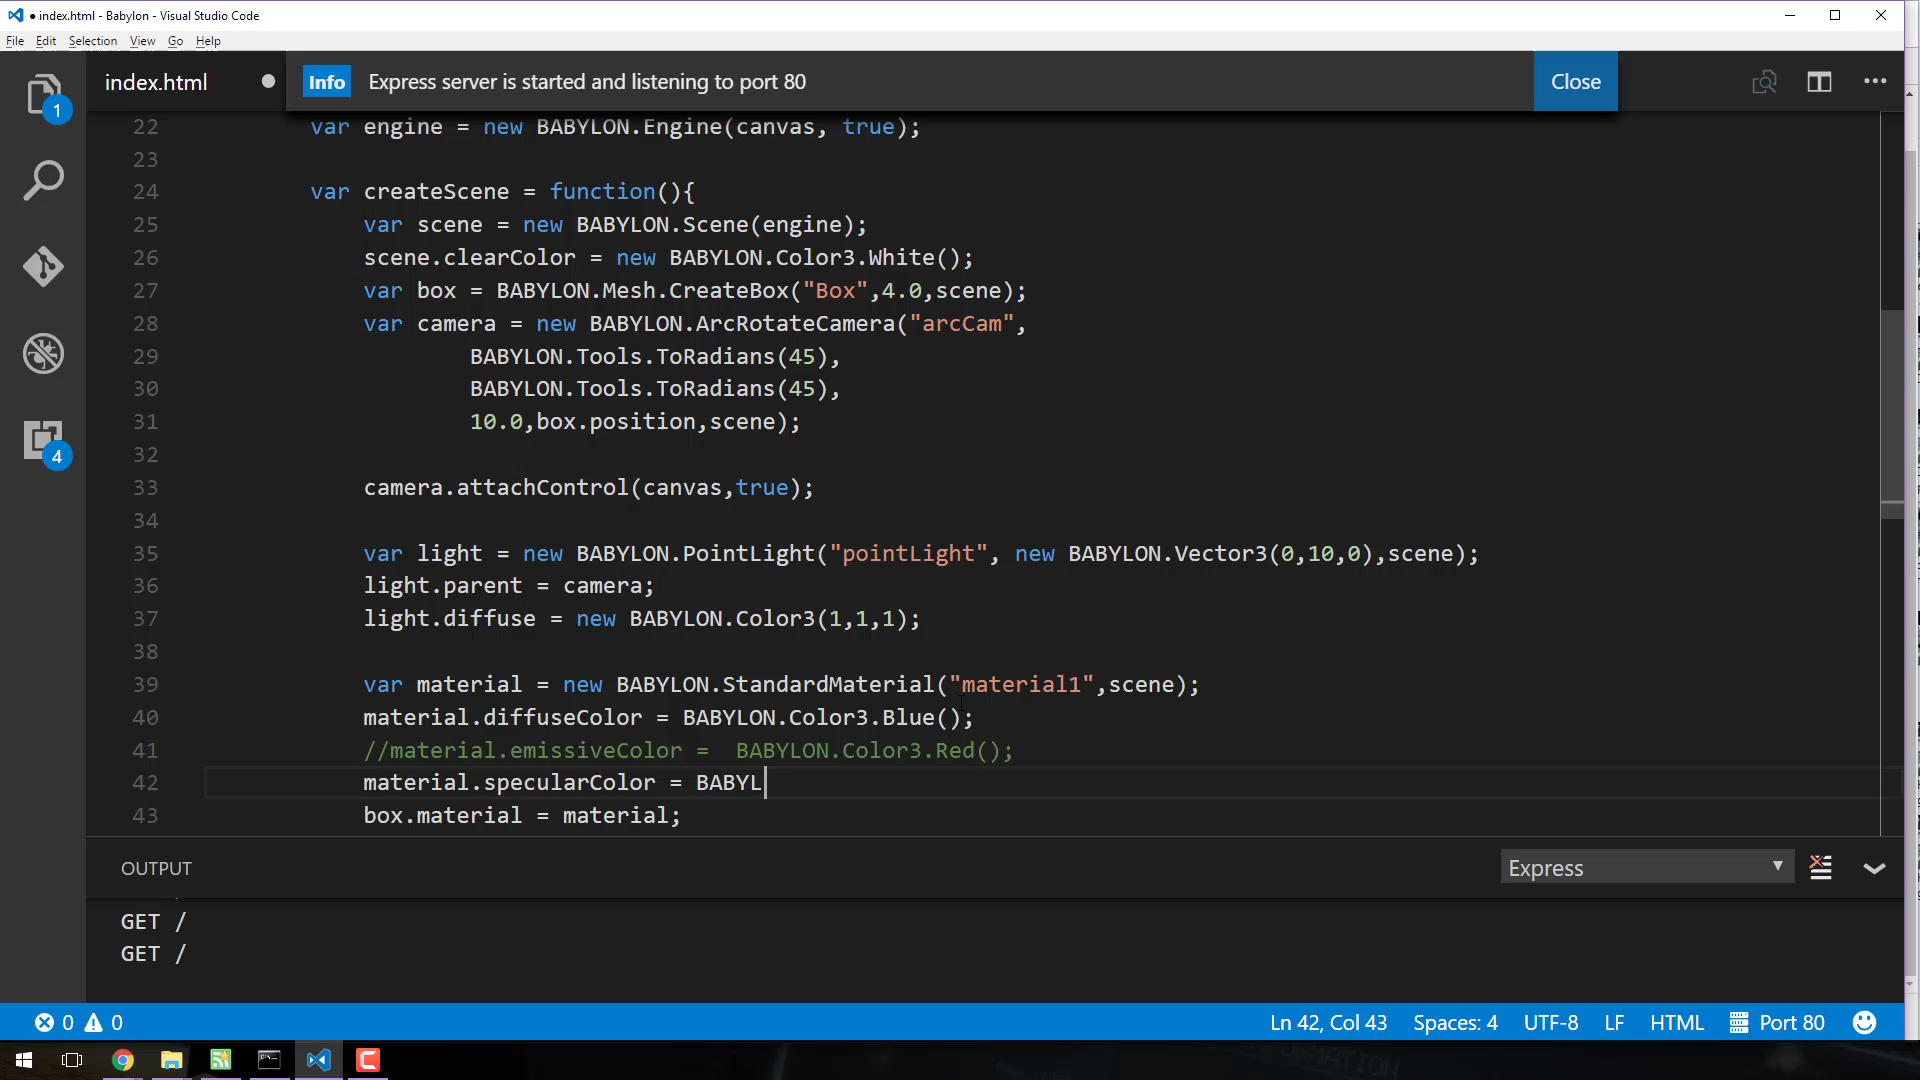 index.html - Babylon - Visual Studio Code
File Edit Selection View Go Help
index.html
Info Express server is started and listening to port 80 Close
1
4
22 var engine = new BABYLON.Engine(canvas, true);
23
24 var createScene = function(){
25 var scene = new BABYLON.Scene(engine);
26 scene.clearColor = new BABYLON.Color3.White();
27 var box = BABYLON.Mesh.CreateBox("Box",4.0,scene);
28 var camera = new BABYLON.ArcRotateCamera("arcCam",
29 BABYLON.Tools.ToRadians(45),
30 BABYLON.Tools.ToRadians(45),
31 10.0,box.position,scene);
32
33 camera.attachControl(canvas,true);
34
35 var light = new BABYLON.PointLight("pointLight", new BABYLON.Vector3(0,10,0),scene);
36 light.parent = camera;
37 light.diffuse = new BABYLON.Color3(1,1,1);
38
39 var material = new BABYLON.StandardMaterial("material1",scene);
40 material.diffuseColor = BABYLON.Color3.Blue();
41 //material.emissiveColor =  BABYLON.Color3.Red();
42 material.specularColor = BABYL
43 box.material = material;
OUTPUT
Express
GET /
GET /
0 0
Ln 42, Col 43 Spaces: 4 UTF-8 LF HTML Port 80